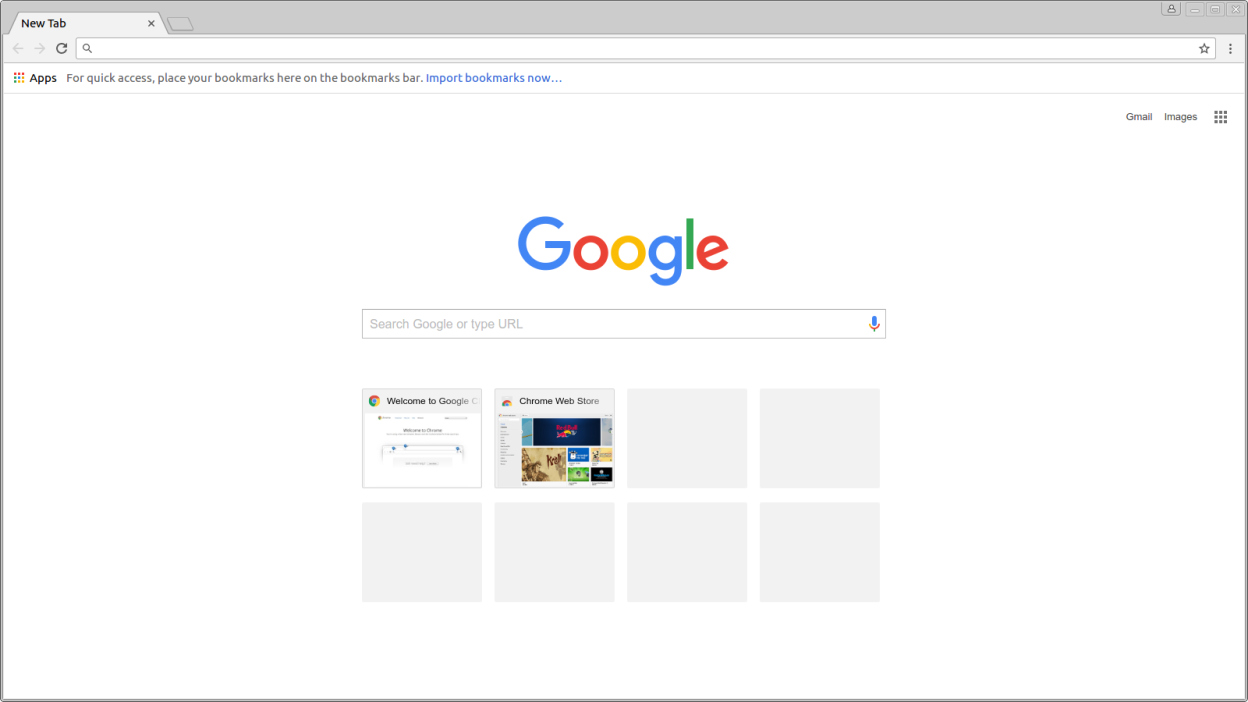 New Tab
Apps For quick access, place your bookmarks here on the bookmarks bar. Import bookmarks now…
Gmail Images
Google
Search Google or type URL
Welcome to Google C
Chrome Web Store
Welcome to Chrome